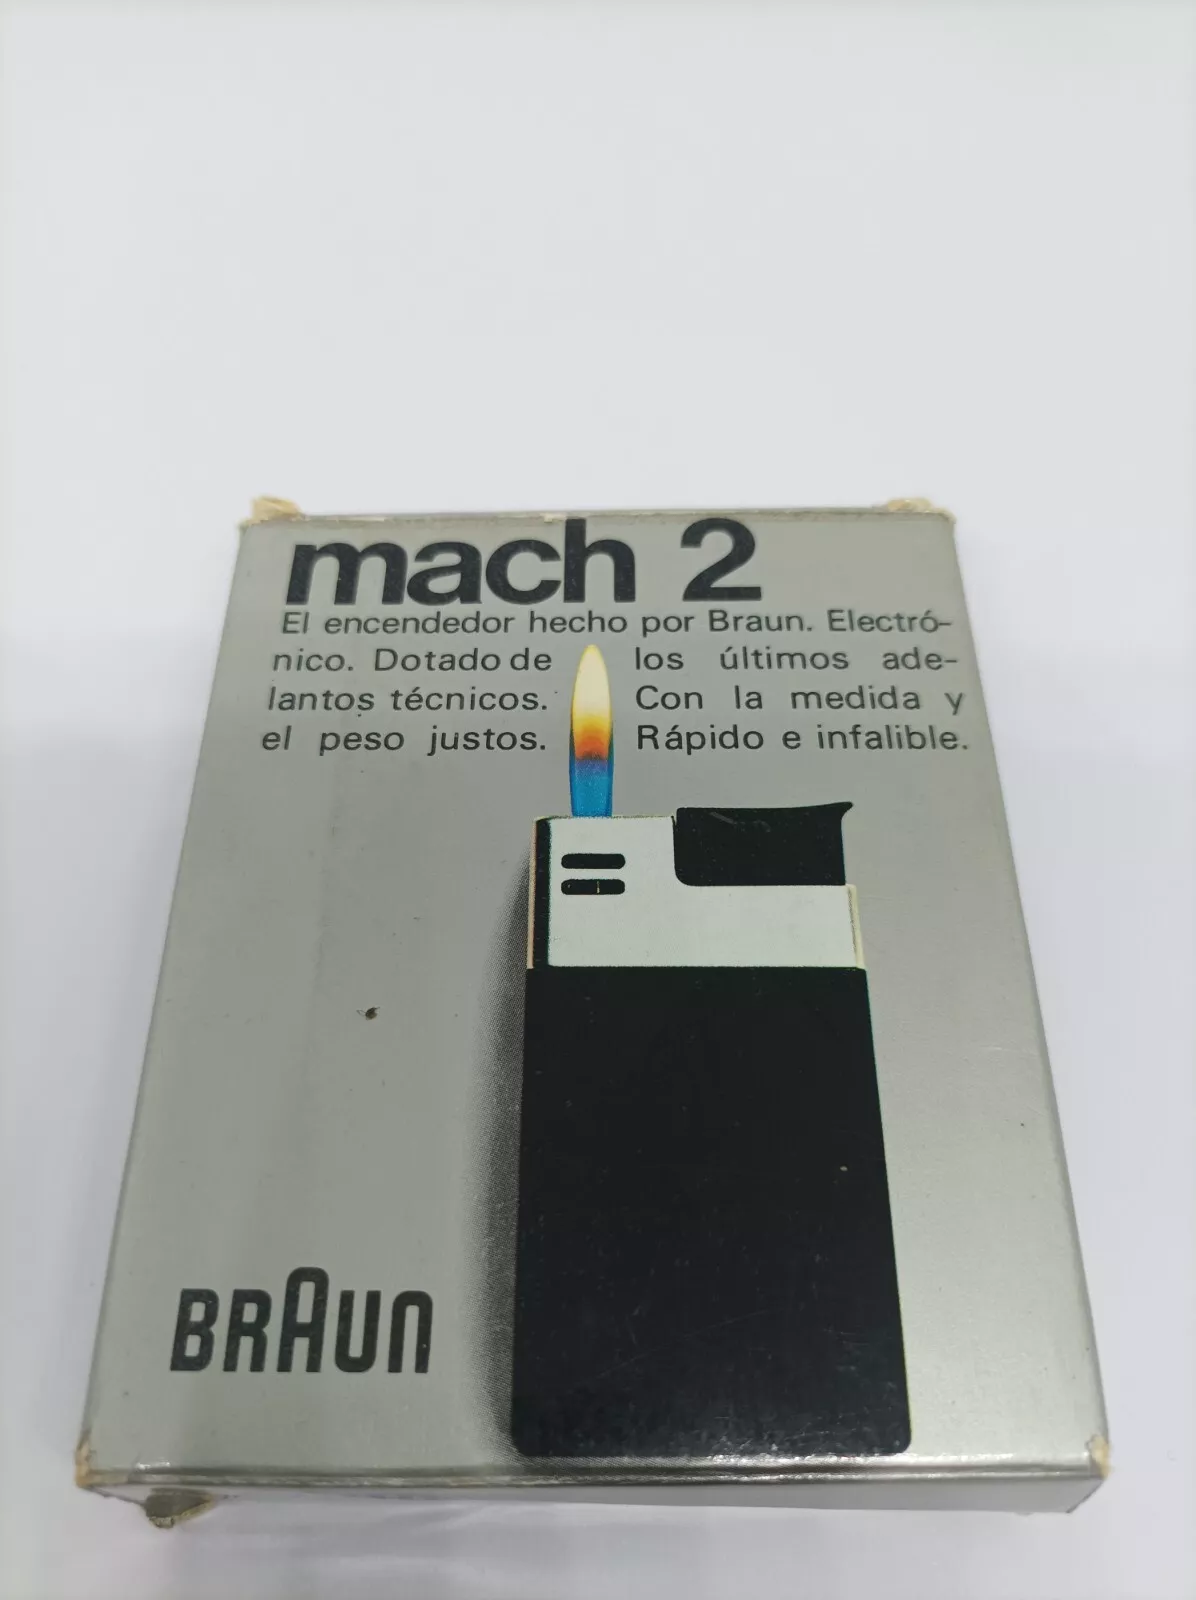 mach 2
El encendedor hecho por Braun. Electró-
nico. Dotado de los últimos ade-
lantos técnicos. Con la medida y
el peso justos. Rápido e infalible.
BRAUN